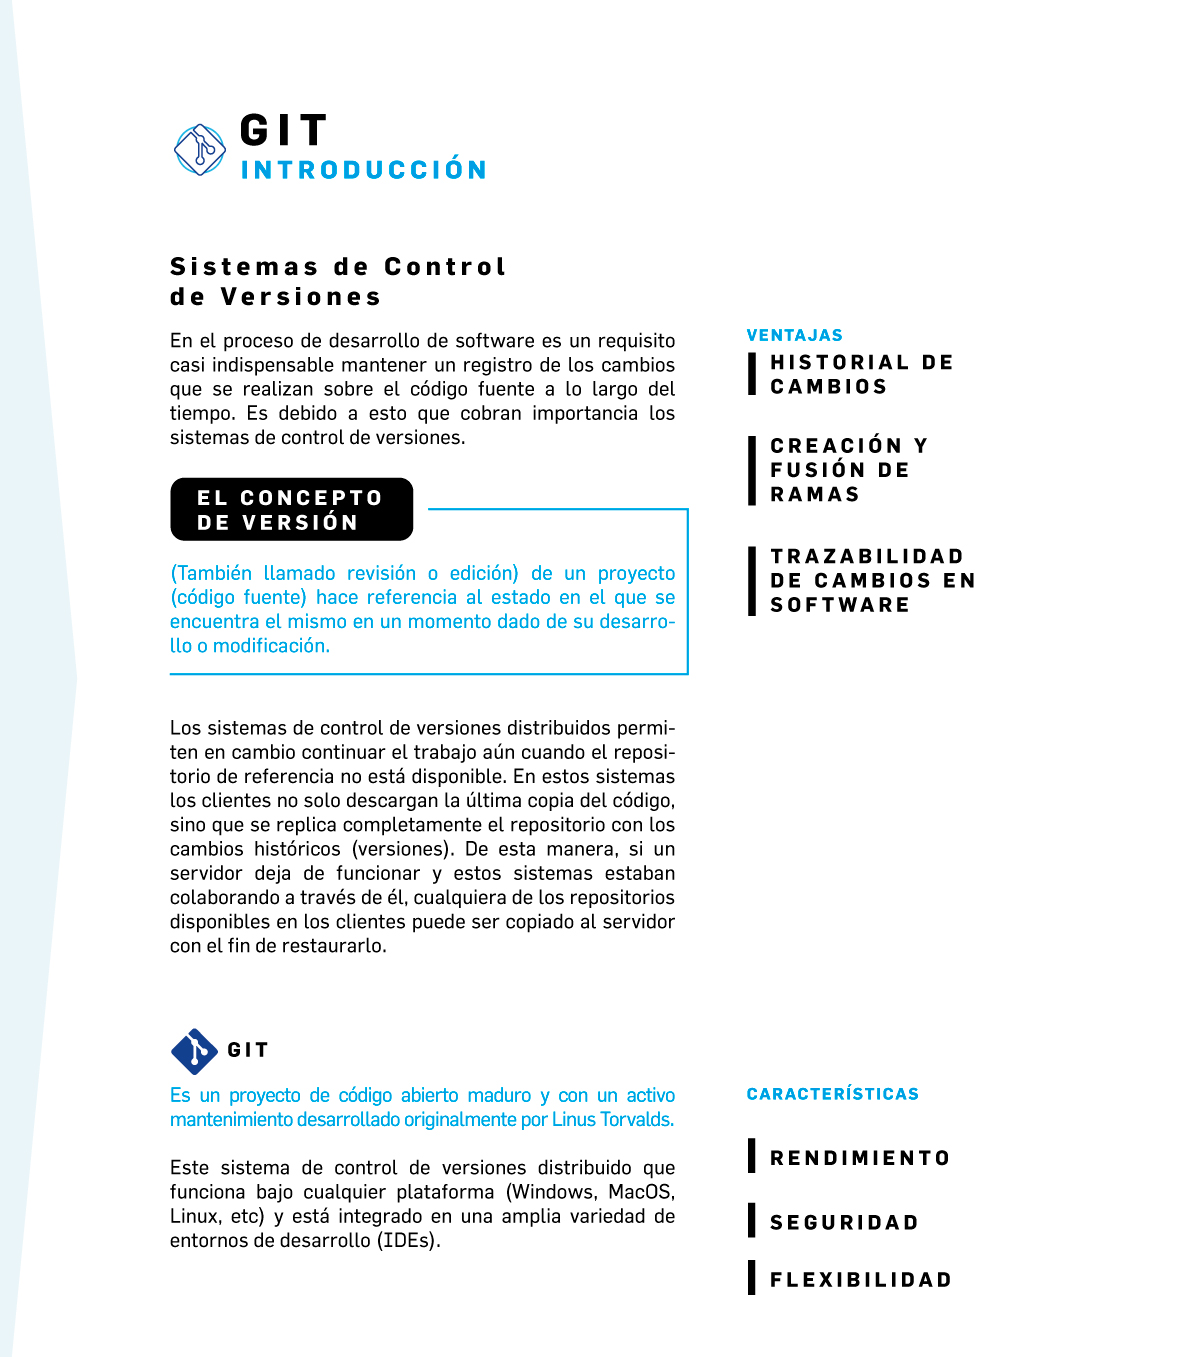 GIT
INTRODUCCIÓN
Sistemas de Control
de Versiones
En el proceso de desarrollo de software es un requisito
casi indispensable mantener un registro de los cambios
que se realizan sobre el código fuente a lo largo del
tiempo. Es debido a esto que cobran importancia los
sistemas de control de versiones.
VENTAJAS
HISTORIAL DE
CAMBIOS
CREACIÓN Y
FUSIÓN DE
RAMAS
TRAZABILIDAD
DE CAMBIOS EN
SOFTWARE
EL CONCEPTO
DE VERSIÓN
(También llamado revisión o edición) de un proyecto
(código fuente) hace referencia al estado en el que se
encuentra el mismo en un momento dado de su desarro-
llo o modificación.
Los sistemas de control de versiones distribuidos permi-
ten en cambio continuar el trabajo aún cuando el reposi-
torio de referencia no está disponible. En estos sistemas
los clientes no solo descargan la última copia del código,
sino que se replica completamente el repositorio con los
cambios históricos (versiones). De esta manera, si un
servidor deja de funcionar y estos sistemas estaban
colaborando a través de él, cualquiera de los repositorios
disponibles en los clientes puede ser copiado al servidor
con el fin de restaurarlo.
GIT
Es un proyecto de código abierto maduro y con un activo
mantenimiento desarrollado originalmente por Linus Torvalds.
Este sistema de control de versiones distribuido que
funciona bajo cualquier plataforma (Windows, MacOS,
Linux, etc) y está integrado en una amplia variedad de
entornos de desarrollo (IDEs).
CARACTERÍSTICAS
RENDIMIENTO
SEGURIDAD
FLEXIBILIDAD